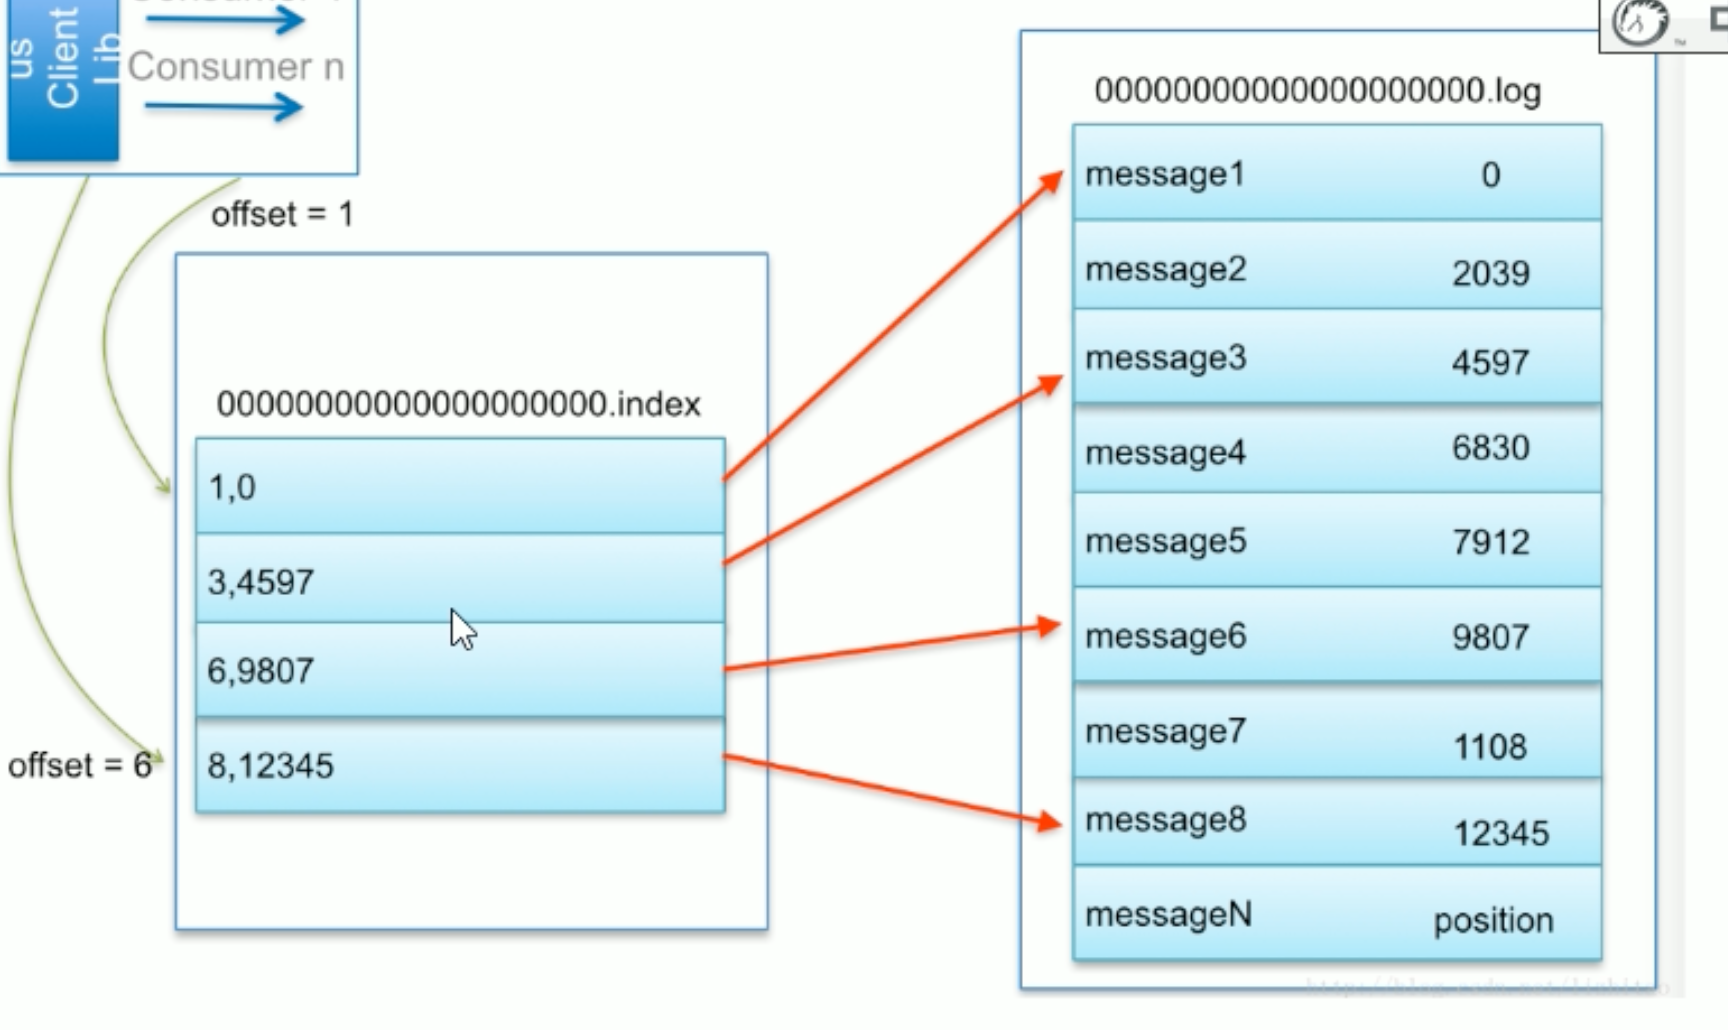 us
Client
Lib
Consumer n
offset = 1
00000000000000000000.index
1,0
3,4597
6,9807
8,12345
offset = 6
00000000000000000000.log
message1 0
message2 2039
message3 4597
message4 6830
message5 7912
message6 9807
message7 1108
message8 12345
messageN position